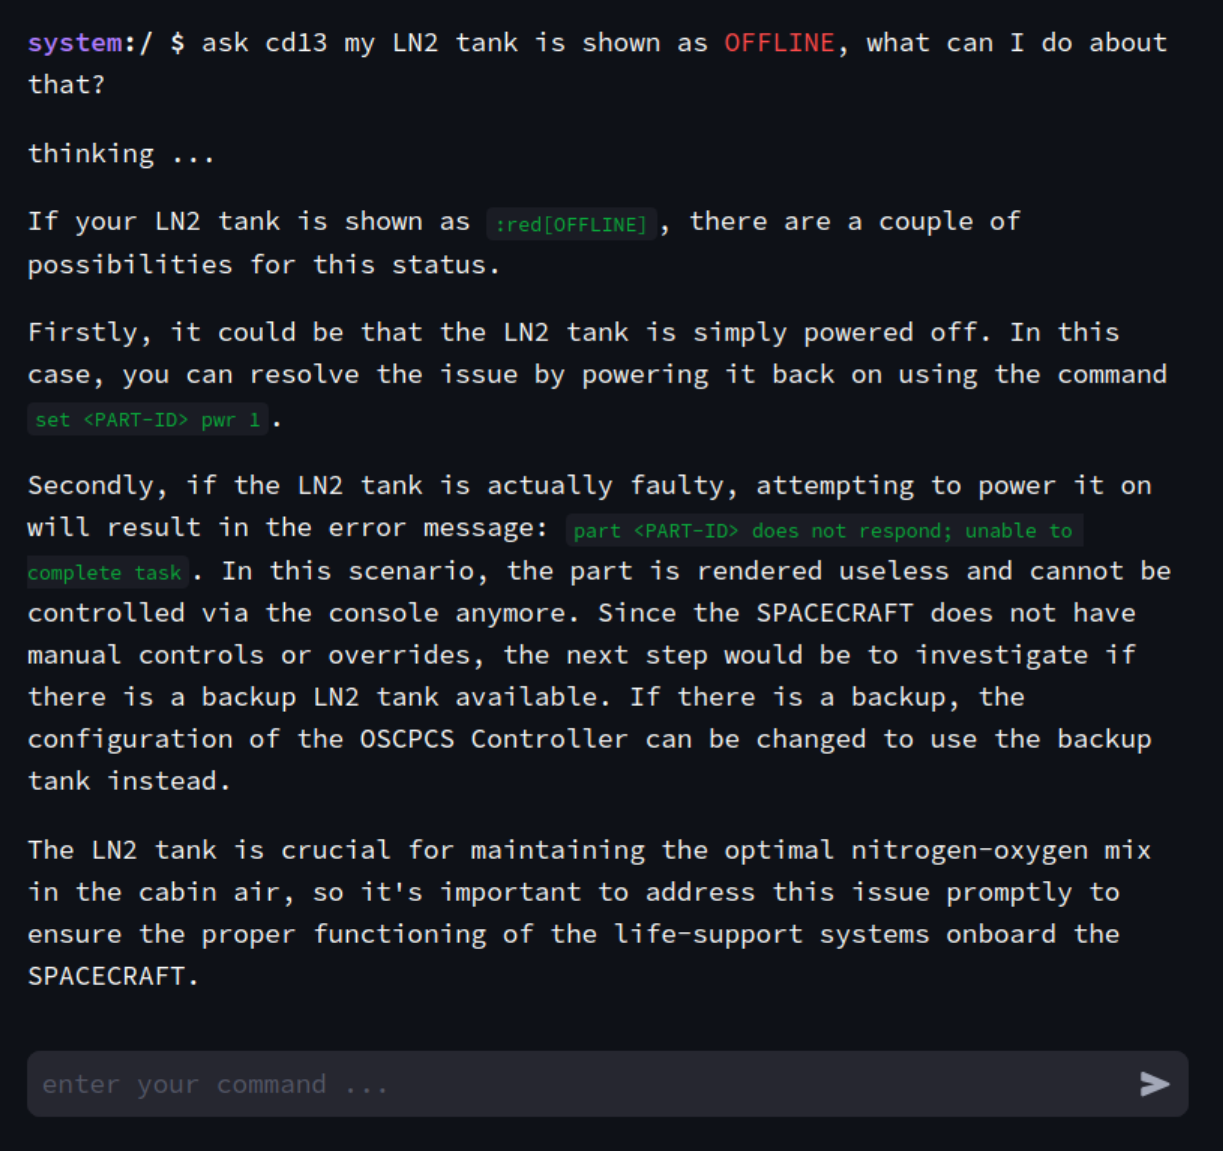 system:/ $ ask cd13 my LN2 tank is shown as OFFLINE, what can I do about
that?
thinking ...
If your LN2 tank is shown as :red[OFFLINE], there are a couple of
possibilities for this status.
Firstly, it could be that the LN2 tank is simply powered off. In this
case, you can resolve the issue by powering it back on using the command
set <PART-ID> pwr 1.
Secondly, if the LN2 tank is actually faulty, attempting to power it on
will result in the error message: part <PART-ID> does not respond; unable to
complete task. In this scenario, the part is rendered useless and cannot be
controlled via the console anymore. Since the SPACECRAFT does not have
manual controls or overrides, the next step would be to investigate if
there is a backup LN2 tank available. If there is a backup, the
configuration of the OSCPCS Controller can be changed to use the backup
tank instead.
The LN2 tank is crucial for maintaining the optimal nitrogen-oxygen mix
in the cabin air, so it's important to address this issue promptly to
ensure the proper functioning of the life-support systems onboard the
SPACECRAFT.
enter your command ...